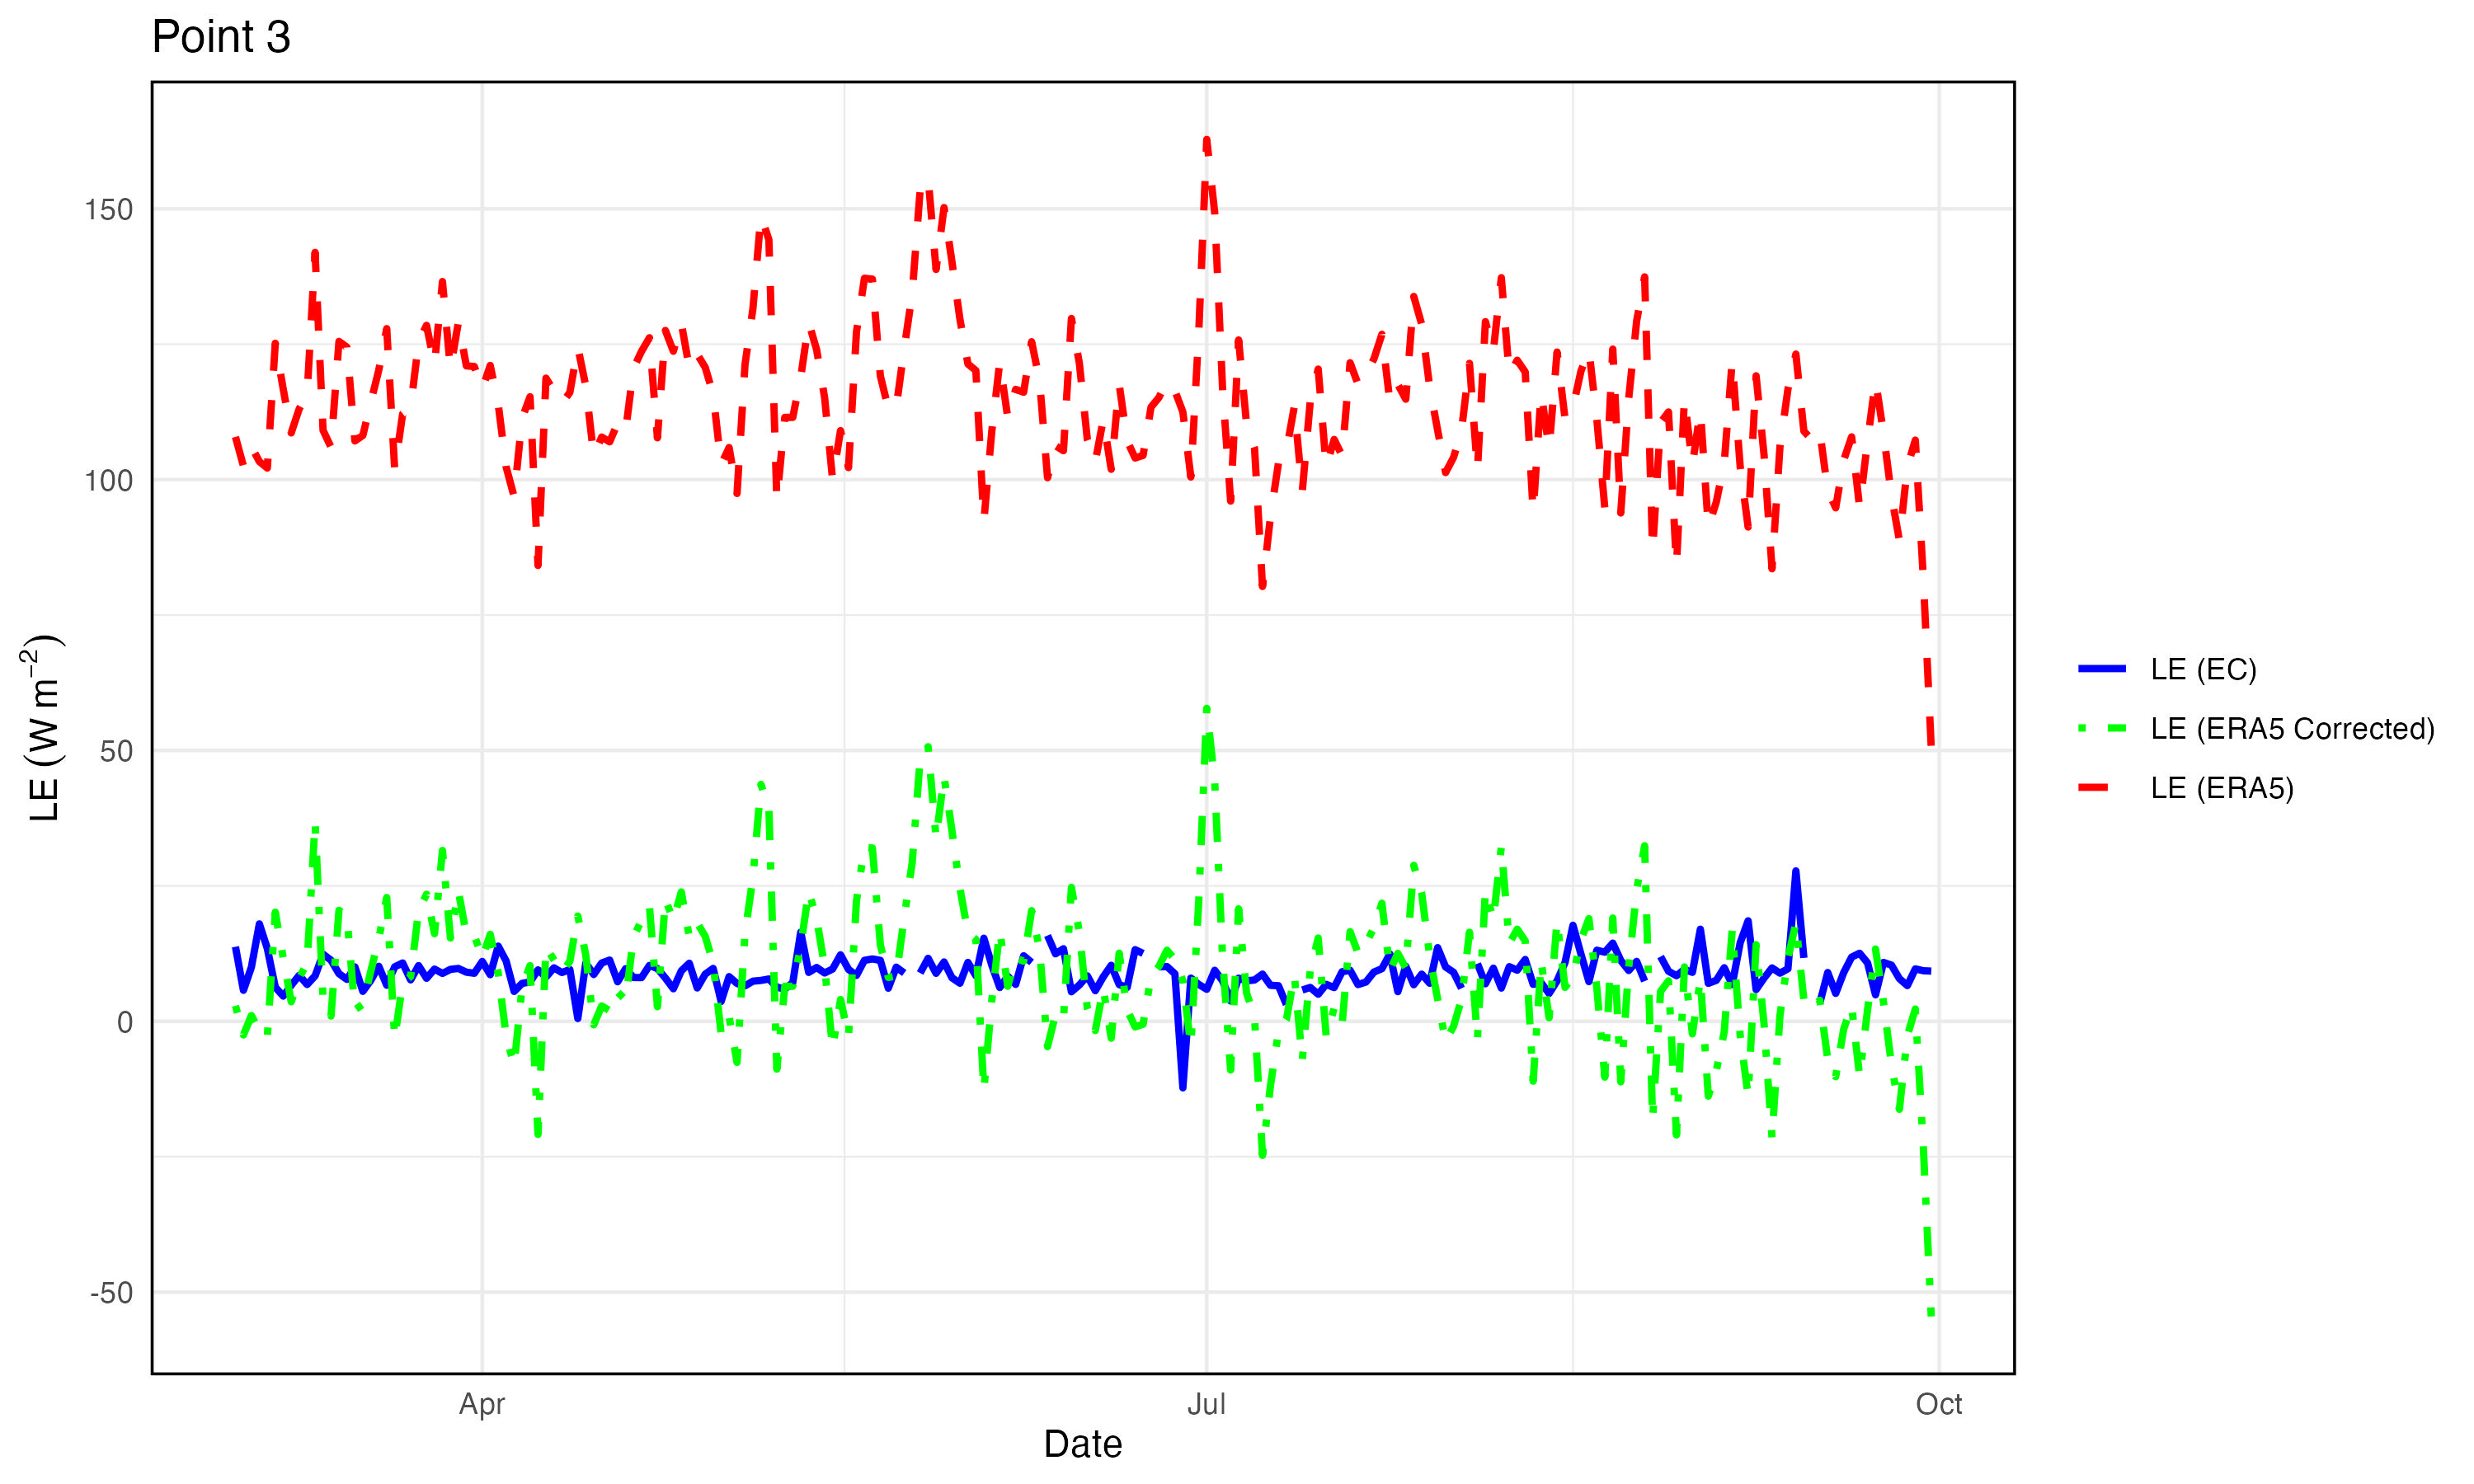 Point 3
LE (W m⁻²)
150
100
50
0
-50
Apr
Jul
Oct
Date
LE (EC)
LE (ERA5 Corrected)
LE (ERA5)